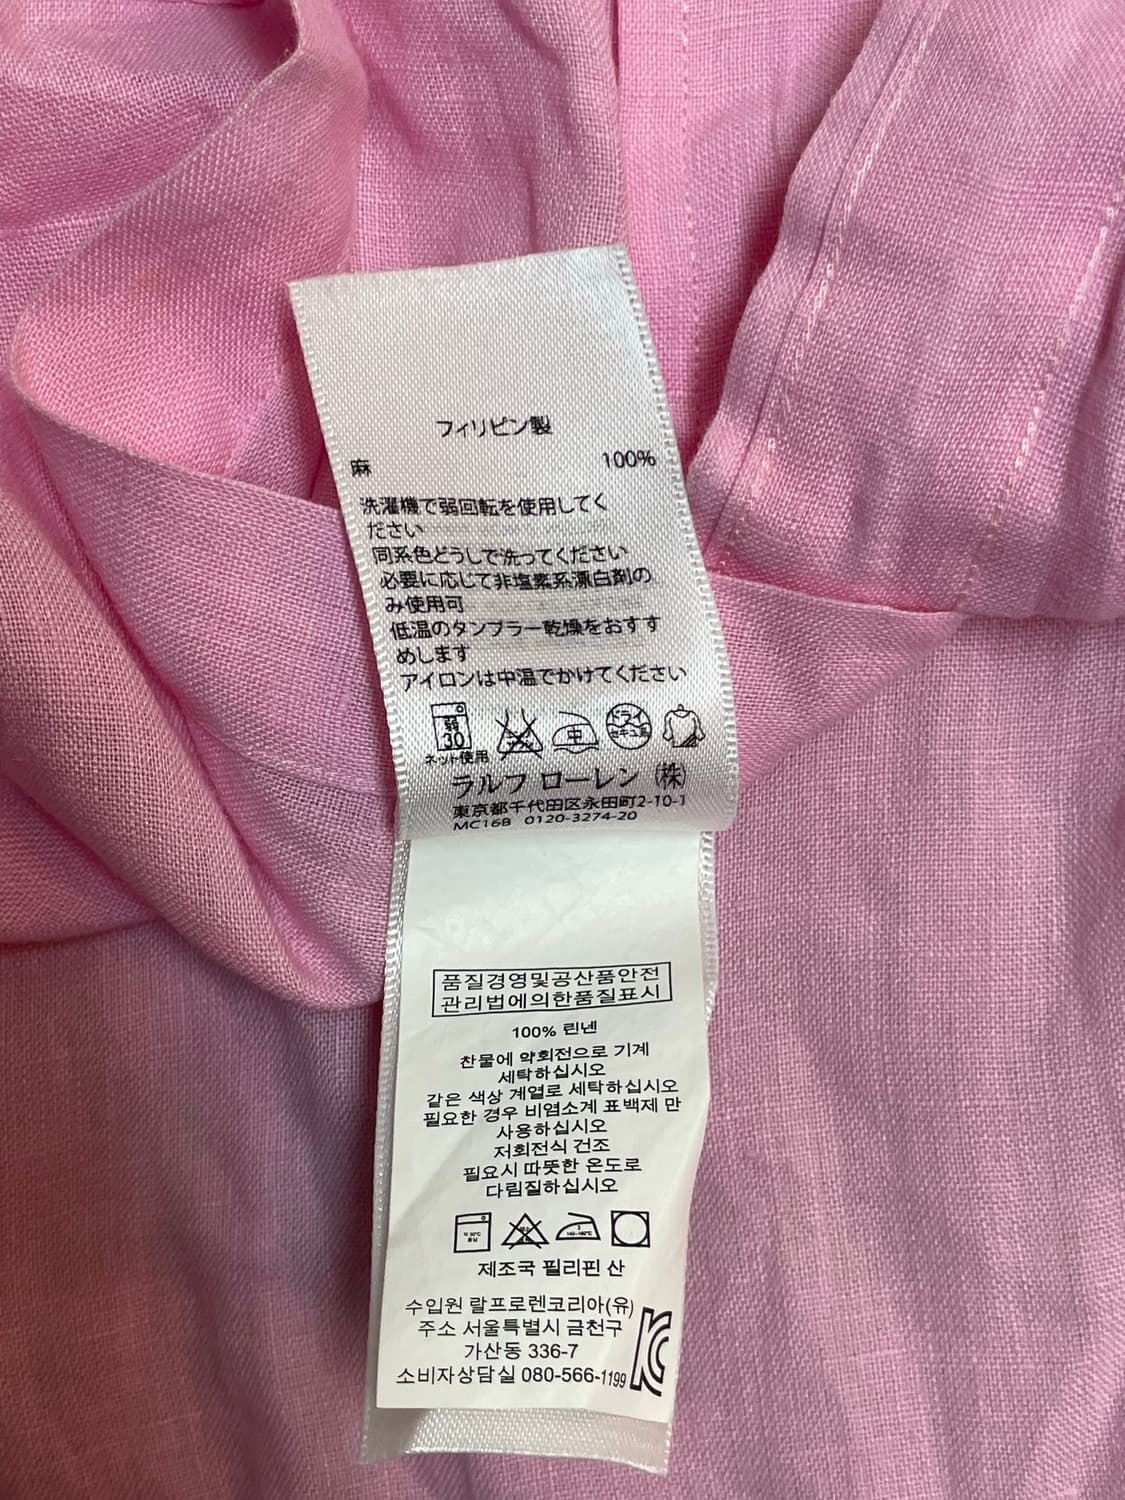 フィリピン製
麻 100%
洗濯機で弱回転を使用してく
ださい
同系色どうしで洗ってください
必要に応じて非塩素系漂白剤の
み使用可
低温のタンブラー乾燥をおすす
めします
アイロンは中温でかけてください
弱
30
ネット使用
中
ドライ
ラルフ ローレン (株)
東京都千代田区永田町2-10-1
MC16B 0120-3274-20
품질경영및공산품안전
관리법에의한품질표시
100% 린넨
찬물에 약회전으로 기계
세탁하십시오
같은 색상 계열로 세탁하십시오
필요한 경우 비염소계 표백제 만
사용하십시오
저회전식 건조
필요시 따뜻한 온도로
다림질하십시오
제조국 필리핀 산
수입원 랄프로렌코리아(유)
주소 서울특별시 금천구
가산동 336-7
소비자상담실 080-566-1199